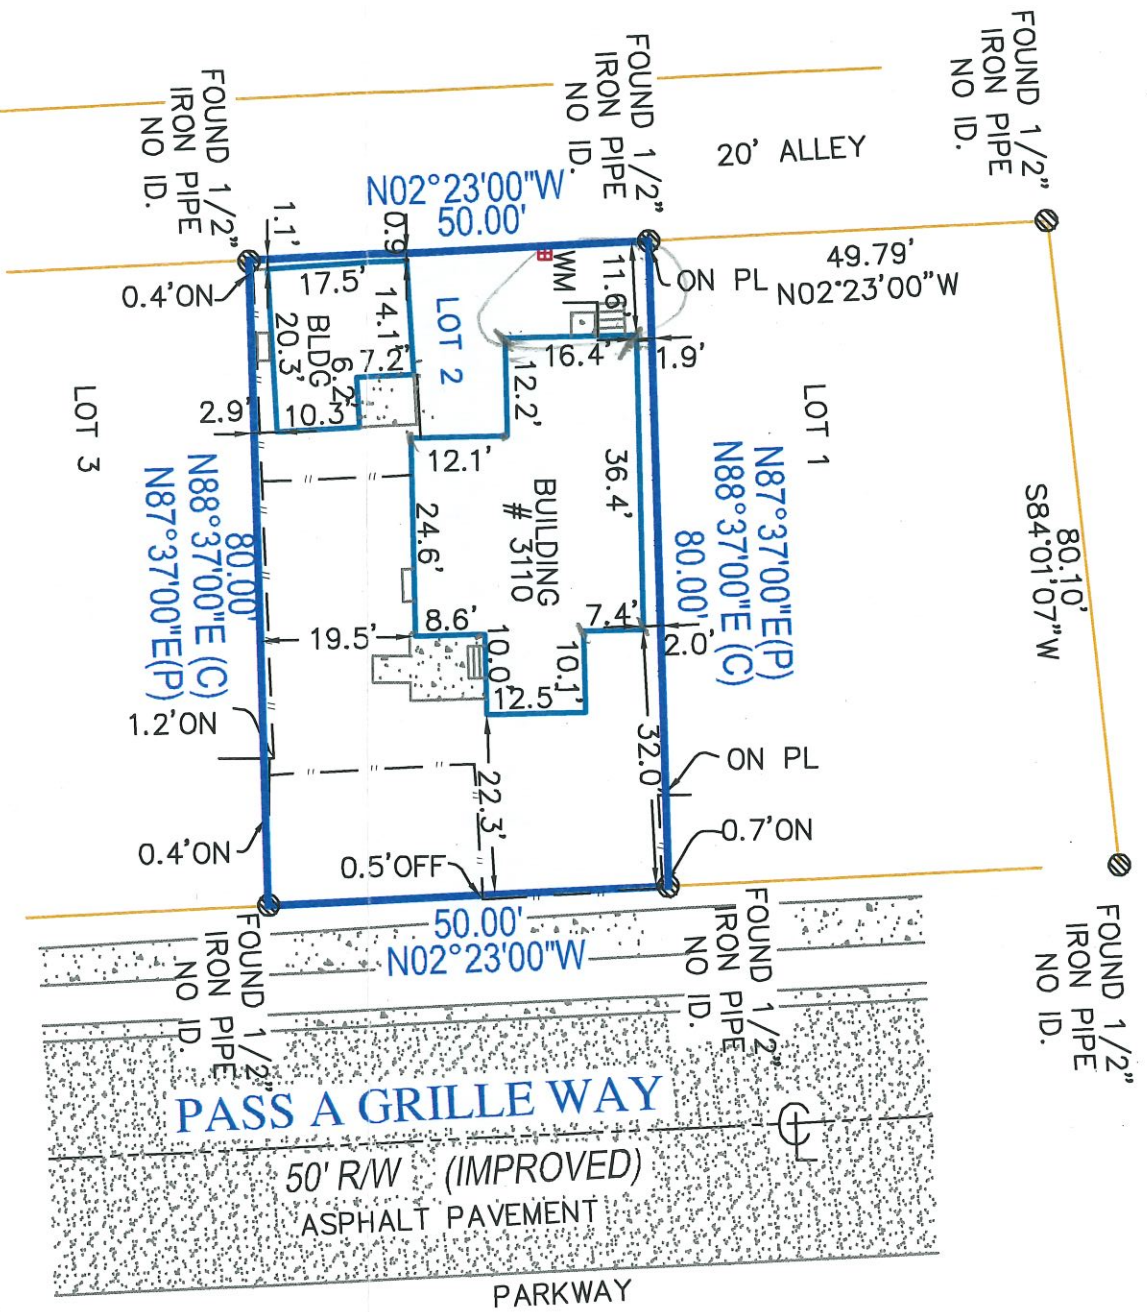 FOUND 1/2"
IRON PIPE
NO ID.
FOUND 1/2"
IRON PIPE
NO ID.
FOUND 1/2"
IRON PIPE
NO ID.
20' ALLEY
N02°23'00"W
50.00'
49.79'
N02°23'00"W
ON PL
1.1'
0.9'
0.4'ON
17.5'
14.1'
20.3'
BLDG
6.2'
7.2'
10.3'
2.9'
LOT 2
WM
11.6'
16.4'
1.9'
12.2'
12.1'
36.4'
LOT 3
LOT 1
BUILDING
# 3110
24.6'
8.6'
10.0'
12.5
10.1'
7.4'
2.0'
19.5'
80.00'
N88°37'00"E (C)
N87°37'00"E(P)
N87°37'00"E(P)
N88°37'00"E (C)
80.00'
80.10'
S84°01'07"W
1.2'ON
0.4'ON
0.5'OFF
22.3'
32.0'
ON PL
0.7'ON
50.00'
N02°23'00"W
FOUND 1/2"
IRON PIPE
NO ID.
FOUND 1/2"
IRON PIPE
NO ID.
FOUND 1/2"
IRON PIPE
NO ID.
PASS A GRILLE WAY
50' R/W (IMPROVED)
ASPHALT PAVEMENT
PARKWAY